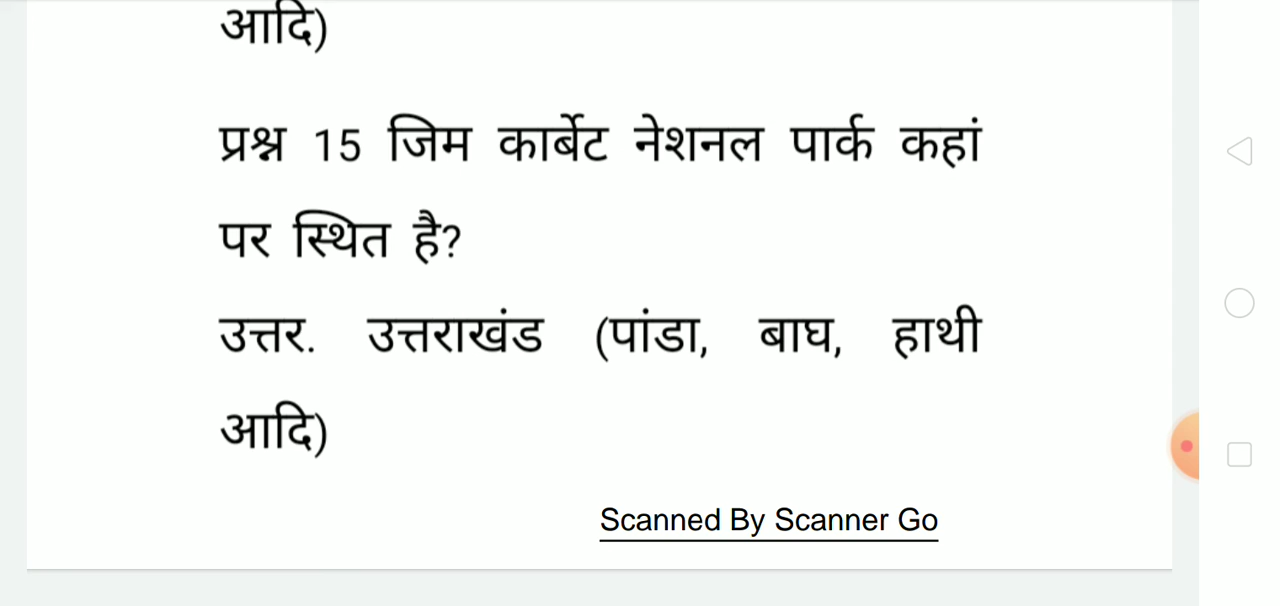 आदि)
प्रश्न 15 जिम कार्बेट नेशनल पार्क कहां
पर स्थित है?
उत्तर. उत्तराखंड (पांडा, बाघ, हाथी
आदि)
Scanned By Scanner Go